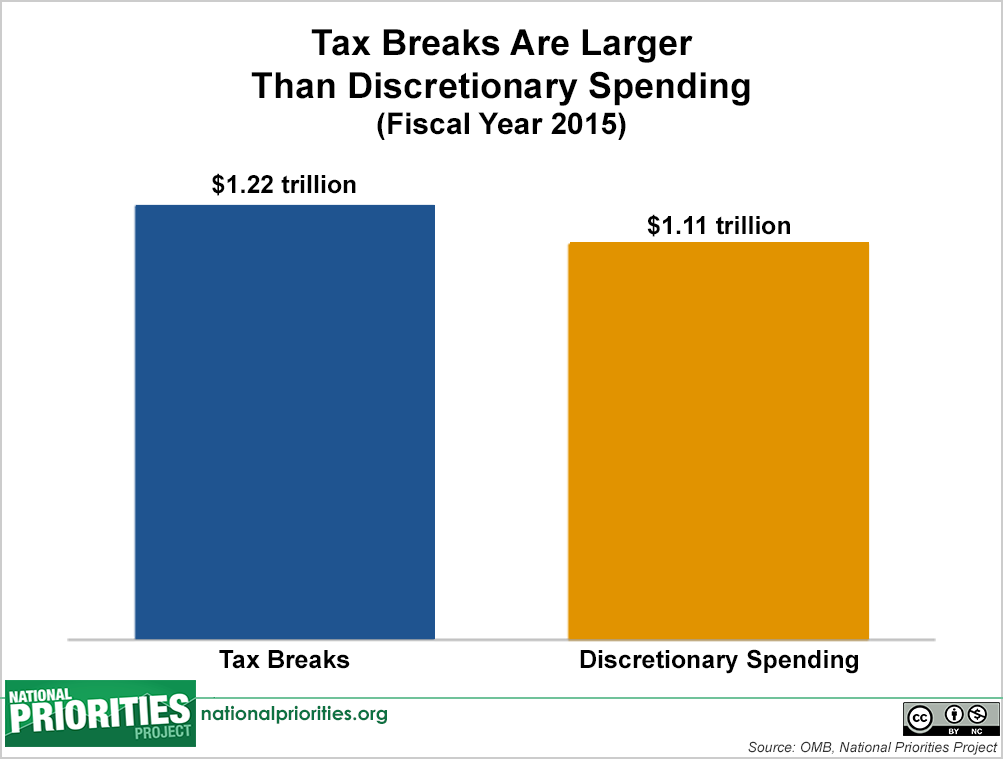 Tax Breaks Are Larger
Than Discretionary Spending
(Fiscal Year 2015)
$1.22 trillion
$1.11 trillion
Tax Breaks
Discretionary Spending
NATIONAL
PRIORITIES
PROJECT
nationalpriorities.org
cc
BY NC
Source: OMB, National Priorities Project